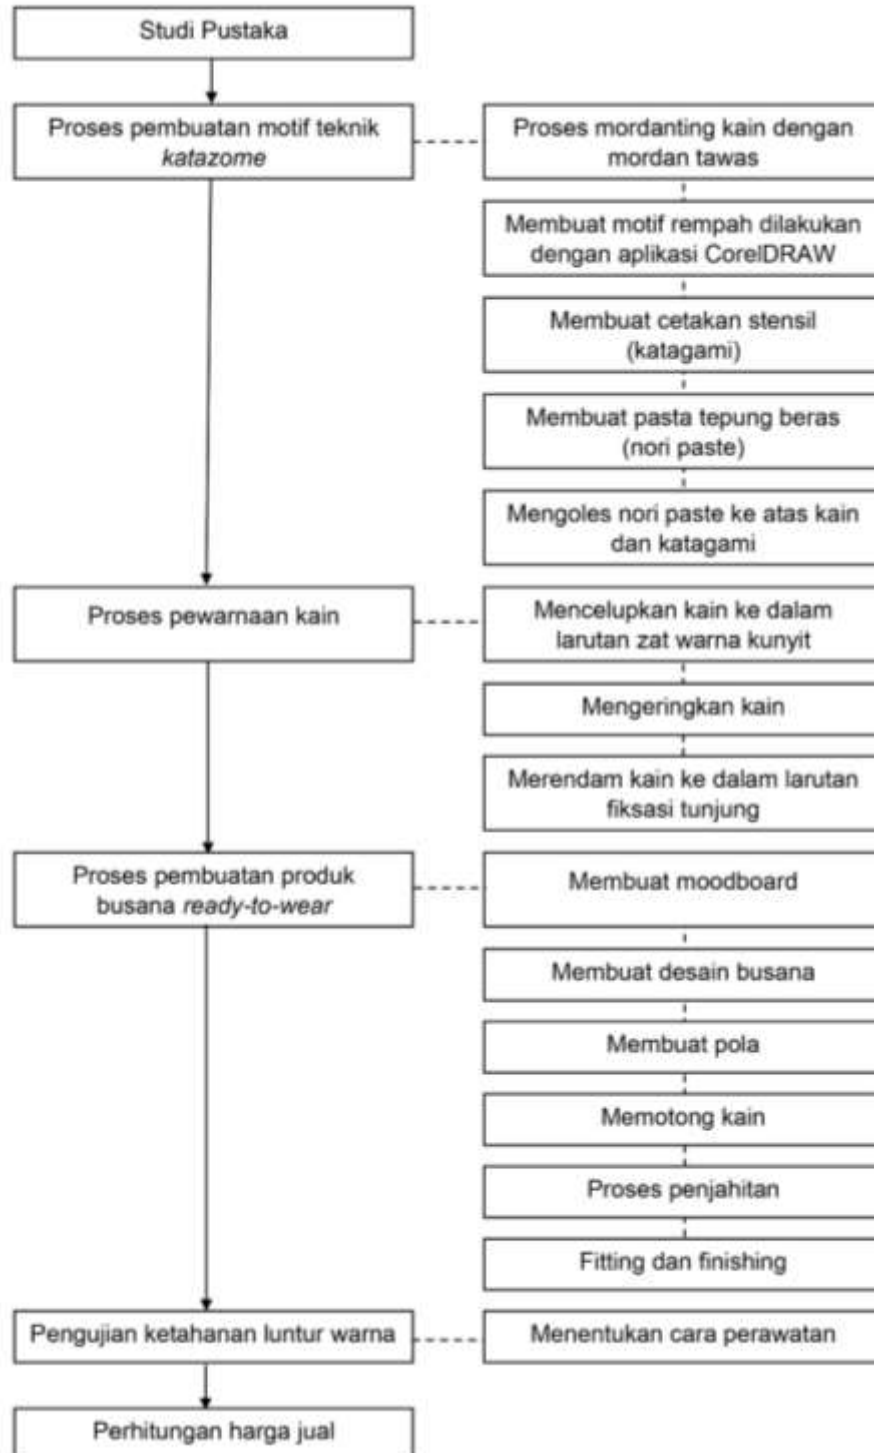 Studi Pustaka
Proses pembuatan motif teknik
katazome
Proses mordanting kain dengan
mordan tawas
Membuat motif rempah dilakukan
dengan aplikasi CorelDRAW
Membuat cetakan stensil
(katagami)
Membuat pasta tepung beras
(nori paste)
Mengoles nori paste ke atas kain
dan katagami
Proses pewarnaan kain
Mencelupkan kain ke dalam
larutan zat warna kunyit
Mengeringkan kain
Merendam kain ke dalam larutan
fiksasi tunjung
Proses pembuatan produk
busana ready-to-wear
Membuat moodboard
Membuat desain busana
Membuat pola
Memotong kain
Proses penjahitan
Fitting dan finishing
Pengujian ketahanan luntur warna
Menentukan cara perawatan
Perhitungan harga jual